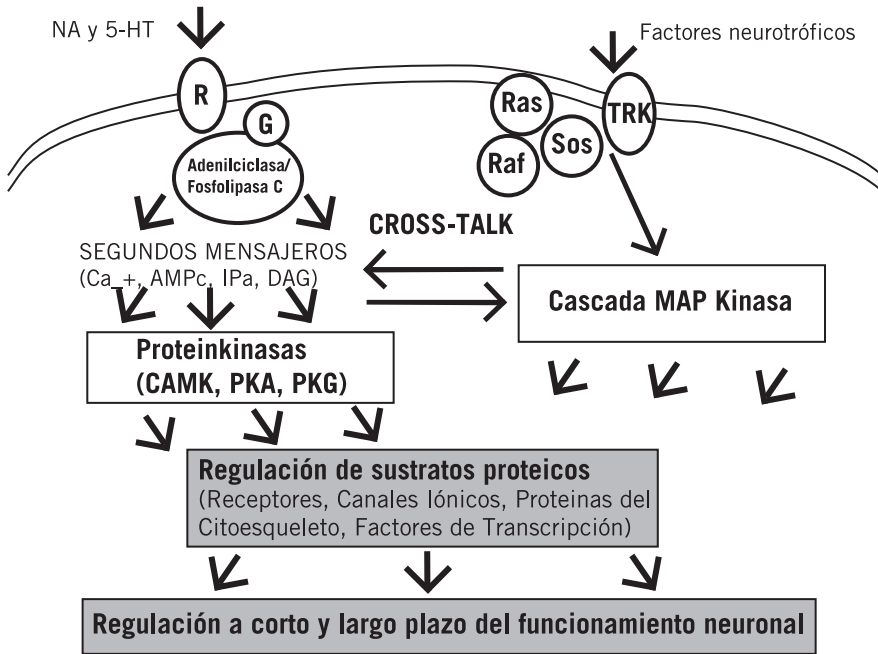 NA y 5-HT
Factores neurotróficos
R
G
Adenilciclasa/
Fosfolipasa C
Ras
Raf
Sos
TRK
CROSS-TALK
SEGUNDOS MENSAJEROS
(Ca_+, AMPc, IPa, DAG)
Cascada MAP Kinasa
Proteinkinasas
(CAMK, PKA, PKG)
Regulación de sustratos proteicos
(Receptores, Canales Iónicos, Proteinas del
Citoesqueleto, Factores de Transcripción)
Regulación a corto y largo plazo del funcionamiento neuronal